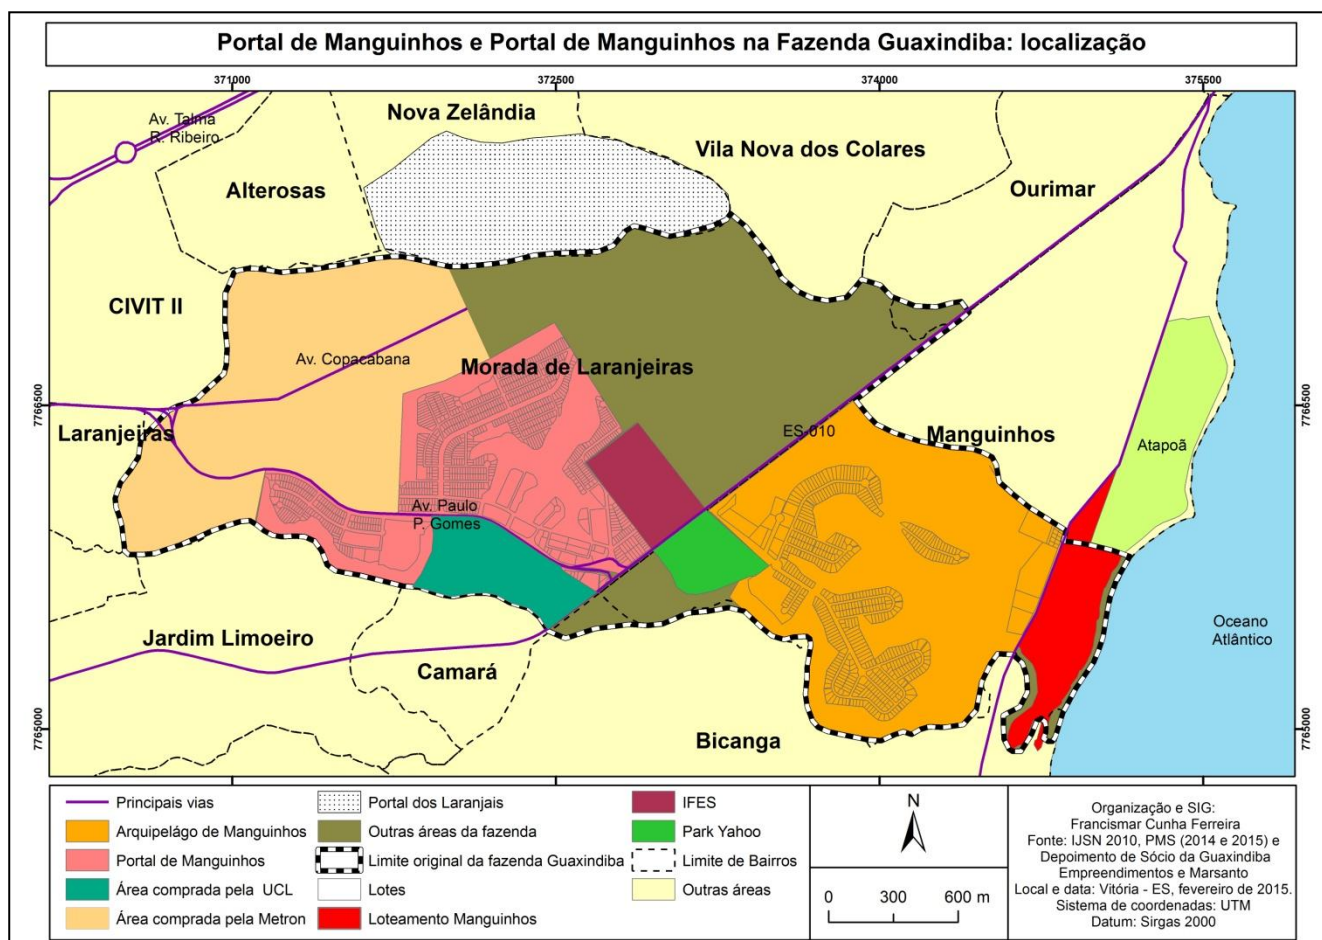 Portal de Manguinhos e Portal de Manguinhos na Fazenda Guaxindiba: localização
371000
372500
374000
375500
Av. Talma
R. Ribeiro
Nova Zelândia
Vila Nova dos Colares
Alterosas
Ourimar
CIVIT II
Av. Copacabana
Morada de Laranjeiras
7766500
7766500
Laranjeiras
ES-010
Manguinhos
Atapoã
Av. Paulo
P. Gomes
Jardim Limoeiro
Camará
Oceano
Atlântico
Bicanga
7765000
7765000
Principais vias
Arquipelágo de Manguinhos
Portal de Manguinhos
Área comprada pela UCL
Área comprada pela Metron
Portal dos Laranjais
Outras áreas da fazenda
Limite original da fazenda Guaxindiba
Lotes
Loteamento Manguinhos
IFES
Park Yahoo
Limite de Bairros
Outras áreas
N
0 300 600 m
Organização e SIG:
Francismar Cunha Ferreira
Fonte: IJSN 2010, PMS (2014 e 2015) e
Depoimento de Sócio da Guaxindiba
Empreendimentos e Marsanto
Local e data: Vitória - ES, fevereiro de 2015.
Sistema de coordenadas: UTM
Datum: Sirgas 2000